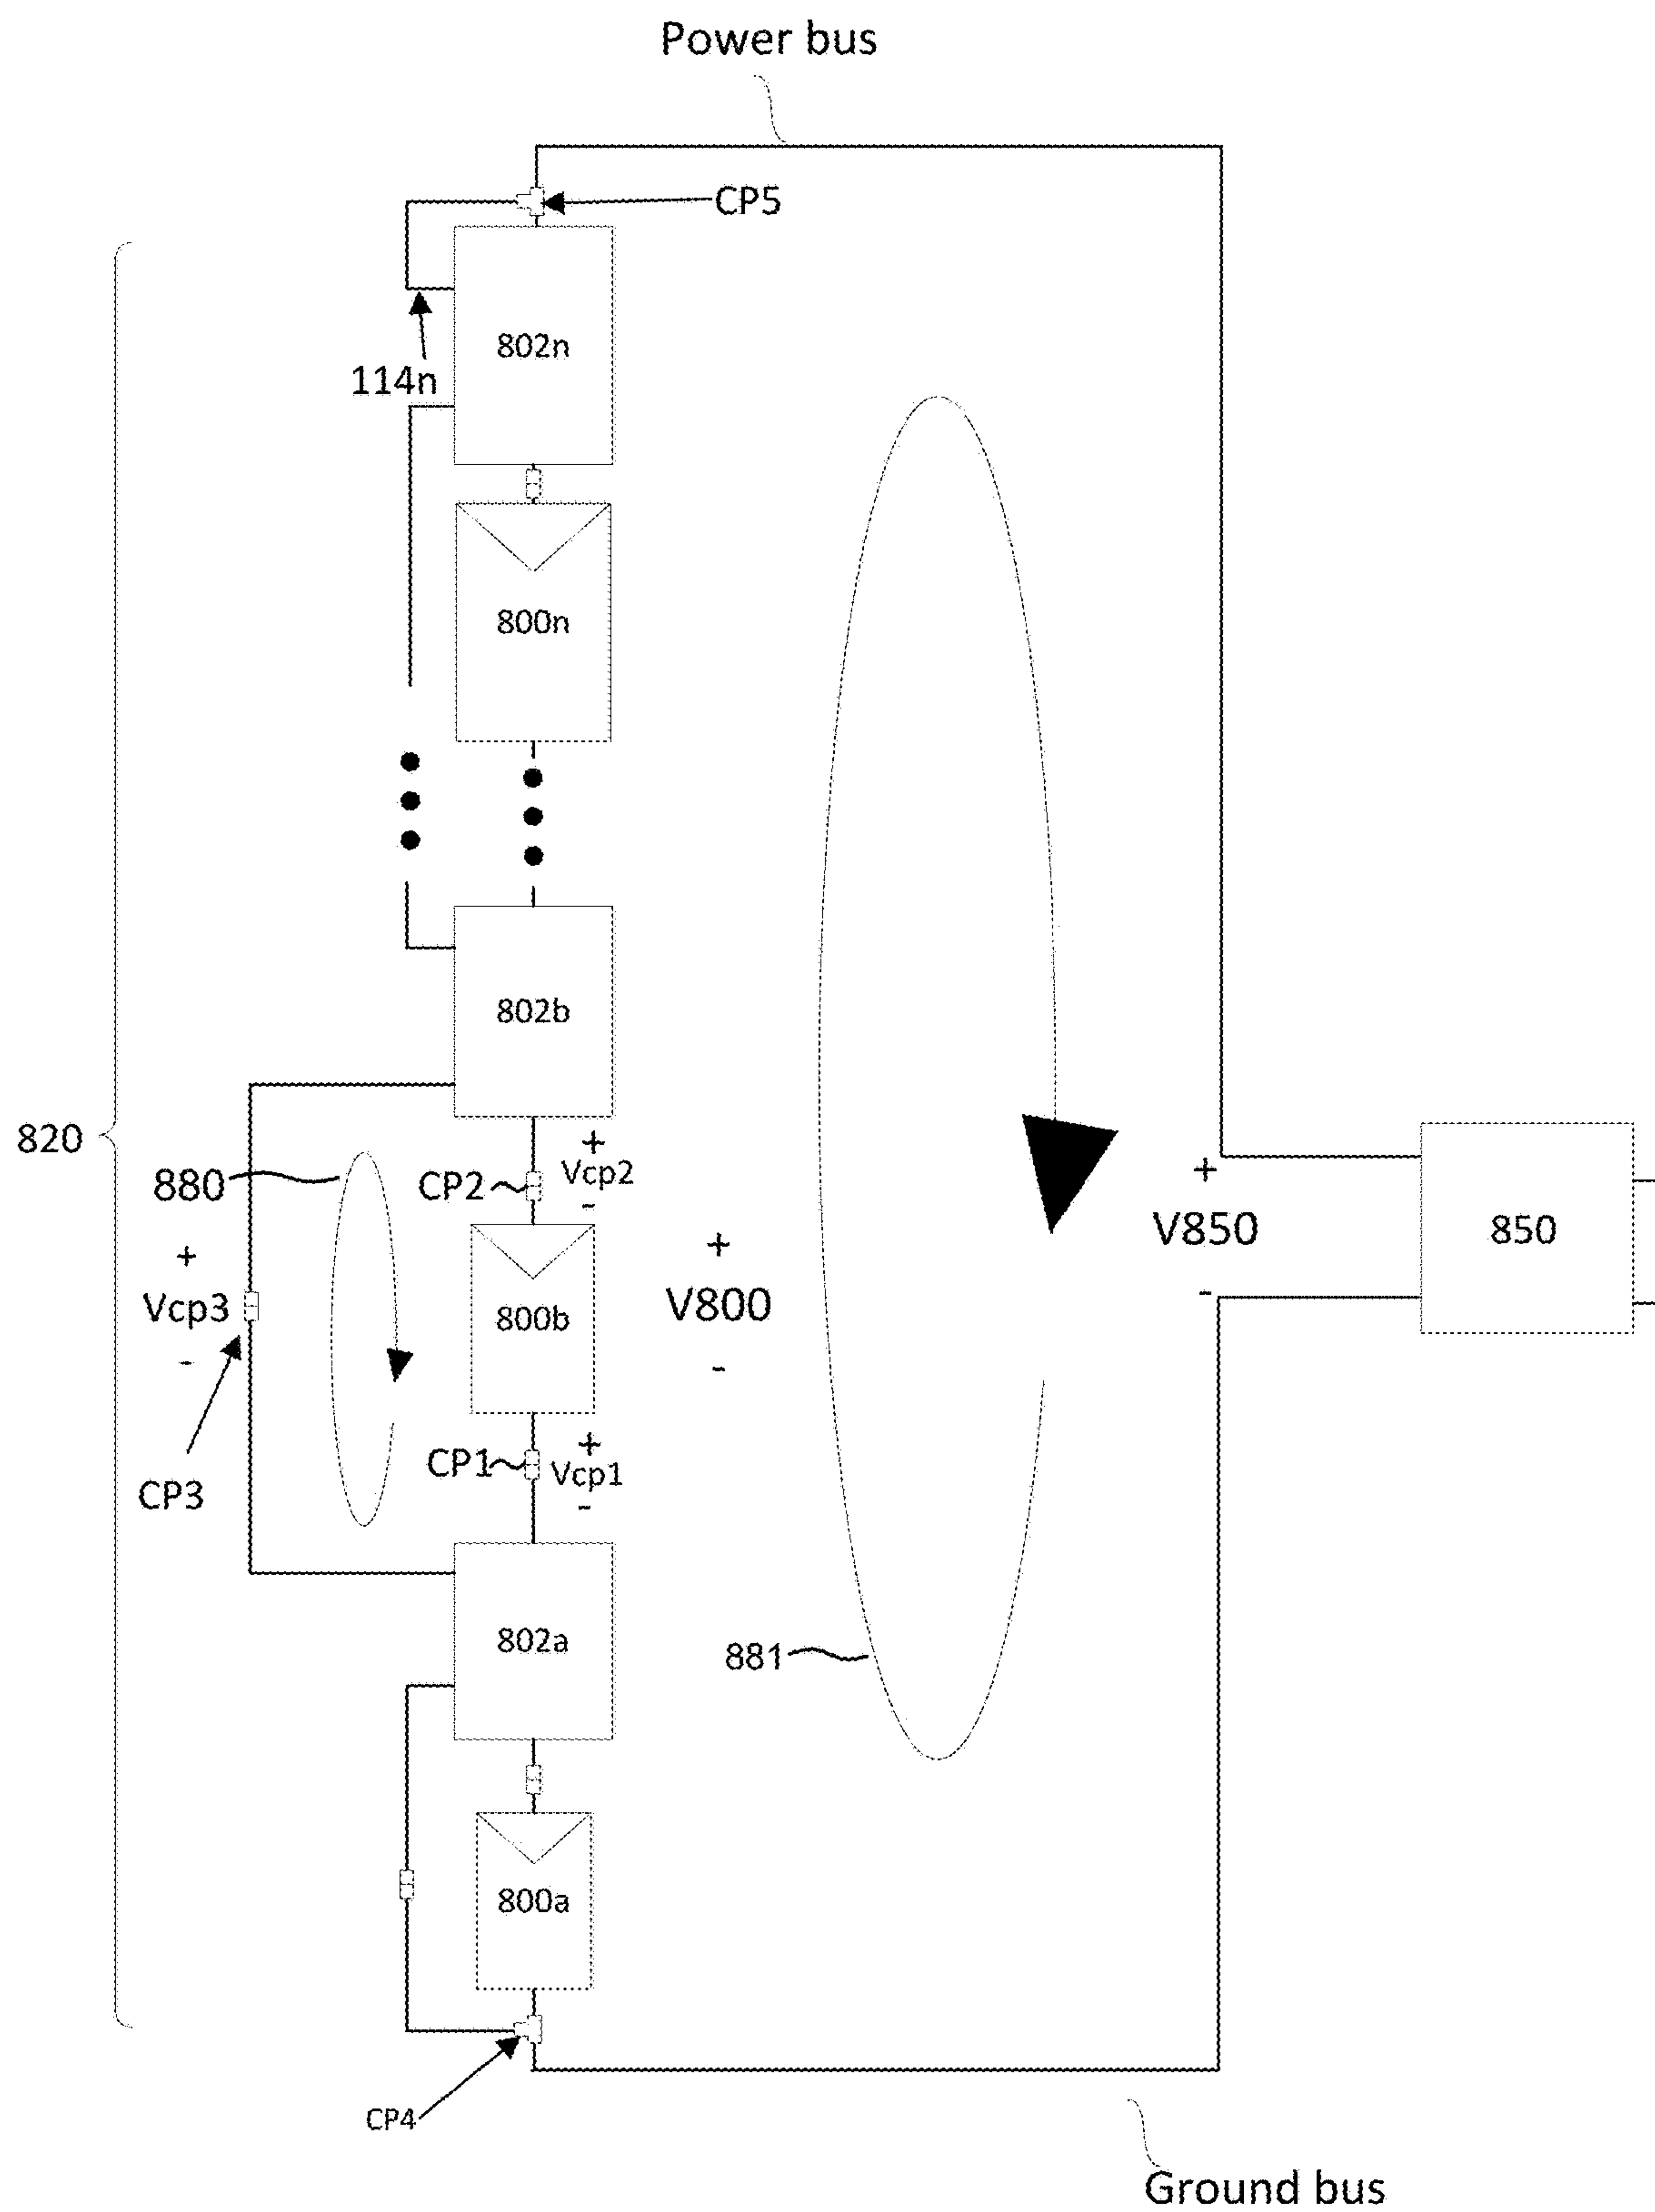 Power bus
CP5
802n
114n
800n
802b
820
880
CP2
+
Vcp2
-
+
Vcp3
-
800b
+
V800
-
+
V850
-
850
CP3
CP1
+
Vcp1
-
802a
881
800a
CP4
Ground bus